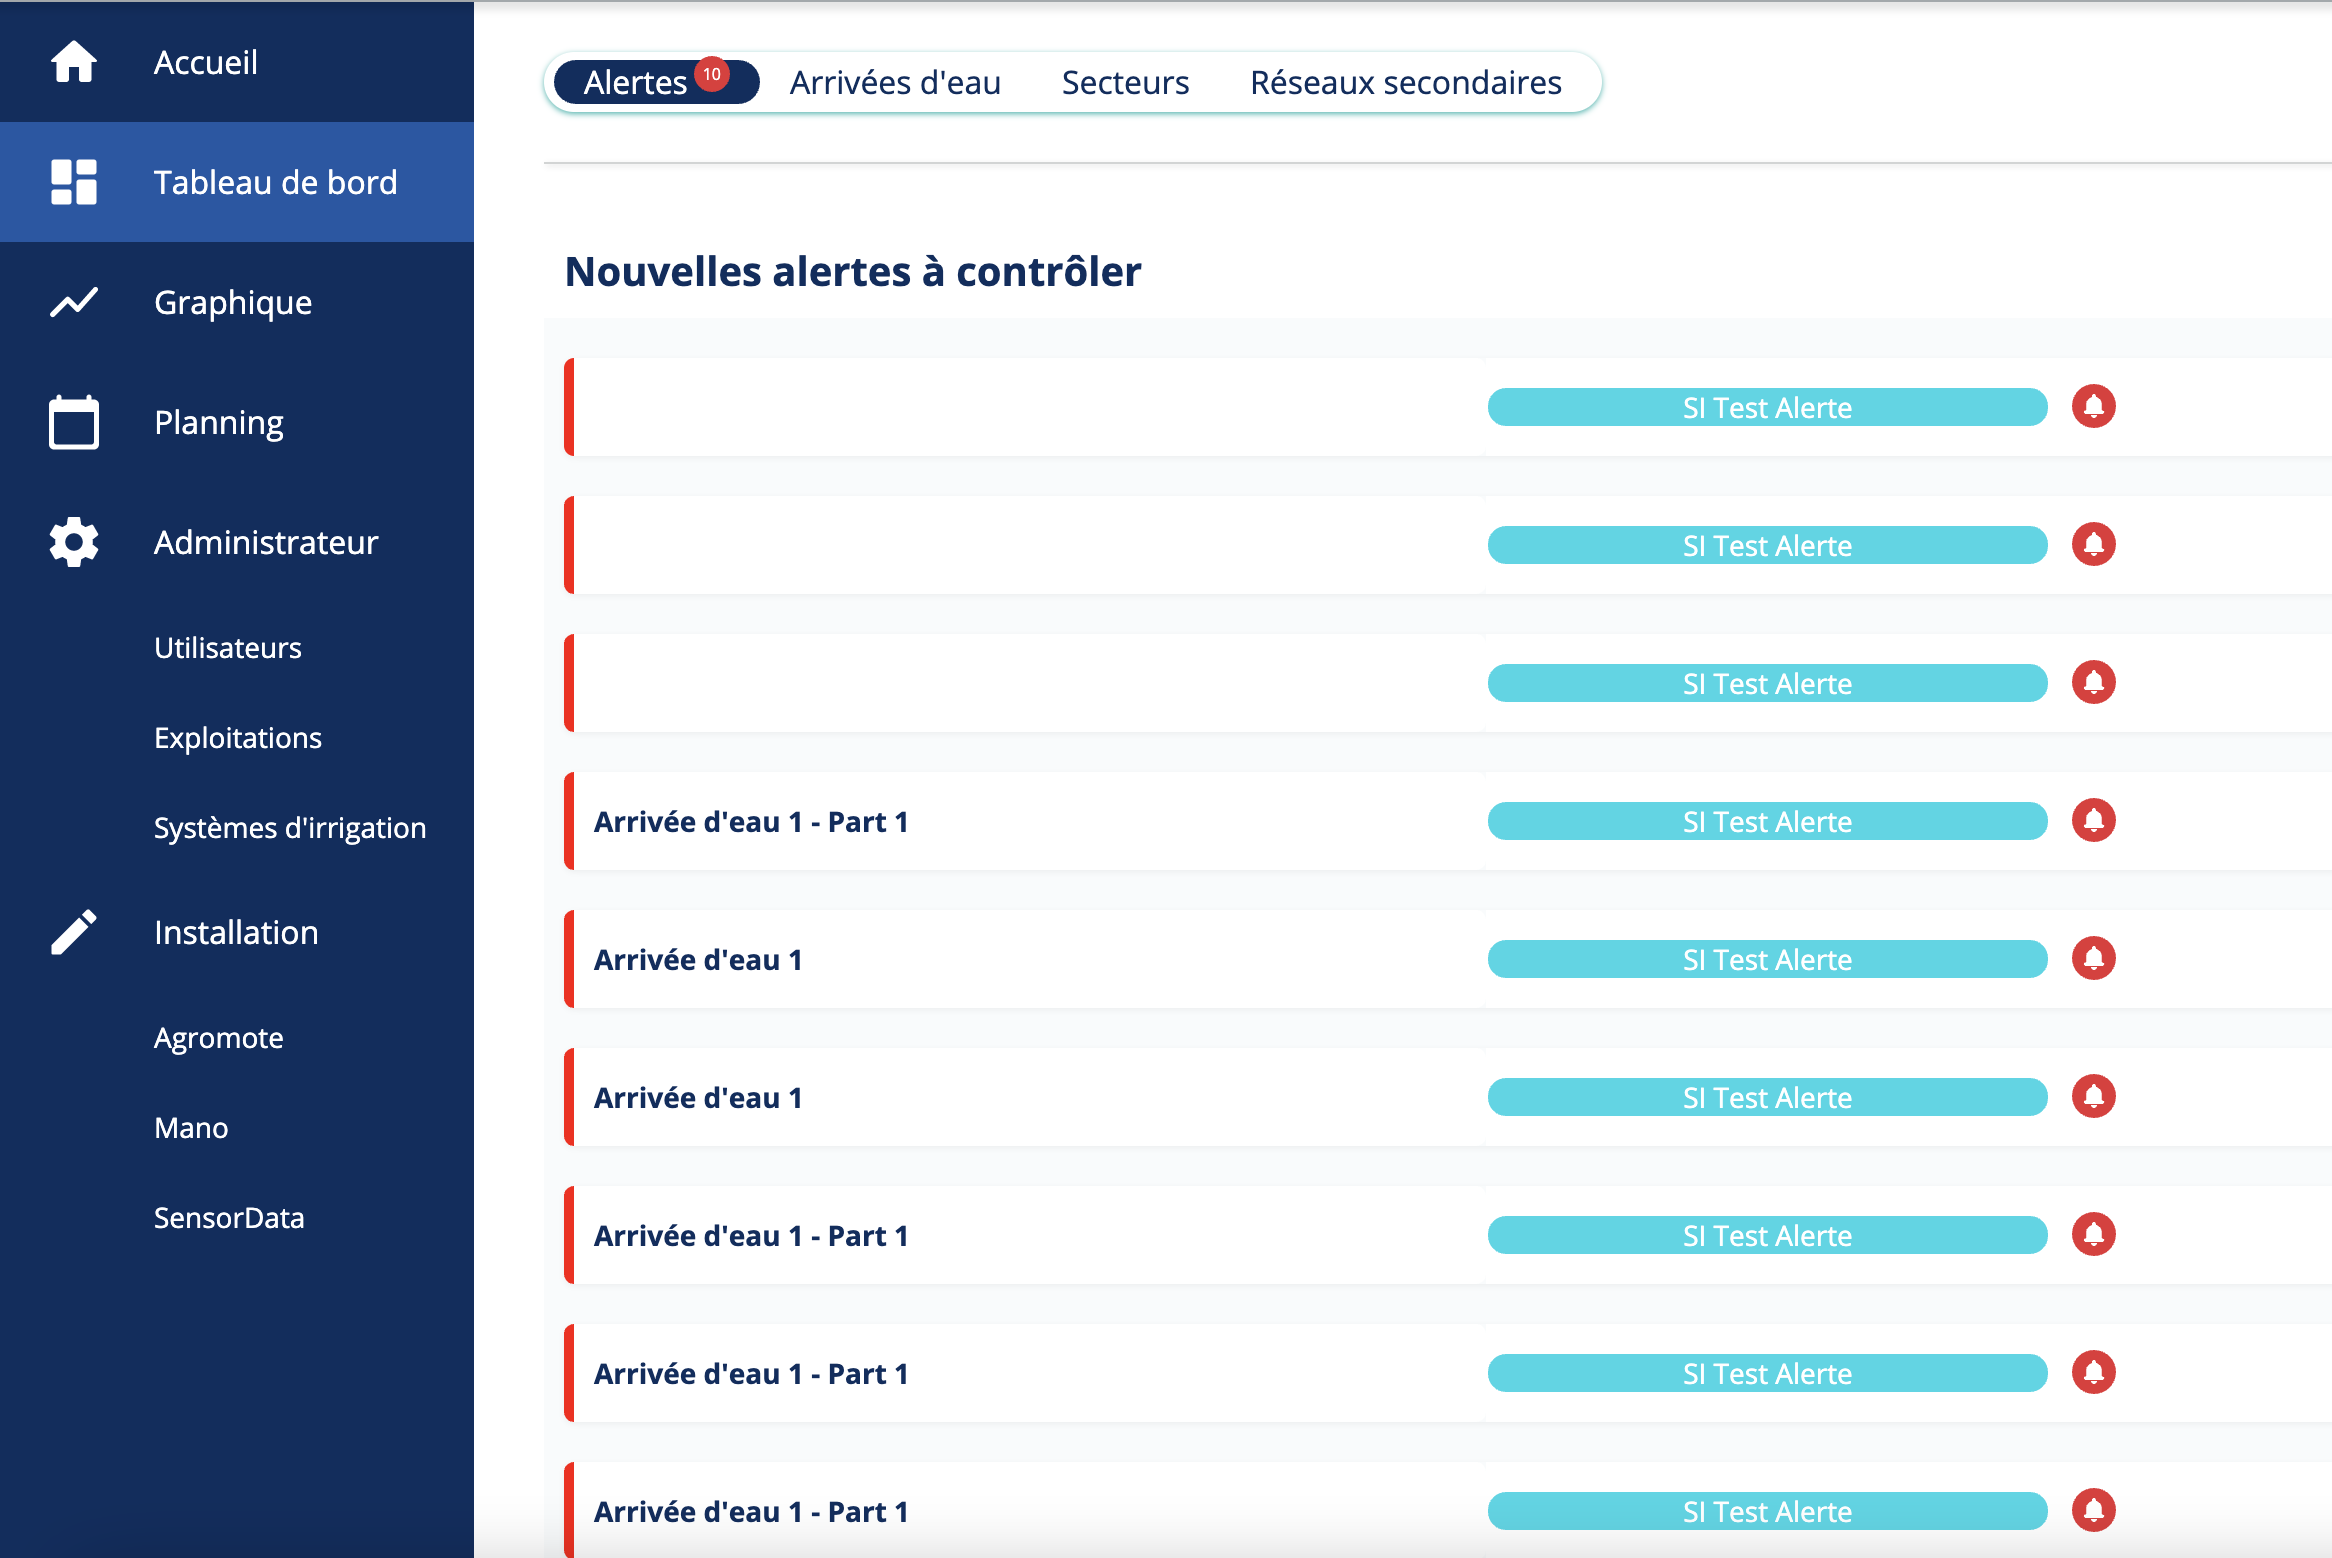 Accueil
Tableau de bord
Graphique
Planning
Administrateur
Utilisateurs
Exploitations
Systèmes d'irrigation
Installation
Agromote
Mano
SensorData
Alertes 10 Arrivées d'eau Secteurs Réseaux secondaires
Nouvelles alertes à contrôler
SI Test Alerte
SI Test Alerte
SI Test Alerte
Arrivée d'eau 1 - Part 1 SI Test Alerte
Arrivée d'eau 1 SI Test Alerte
Arrivée d'eau 1 SI Test Alerte
Arrivée d'eau 1 - Part 1 SI Test Alerte
Arrivée d'eau 1 - Part 1 SI Test Alerte
Arrivée d'eau 1 - Part 1 SI Test Alerte